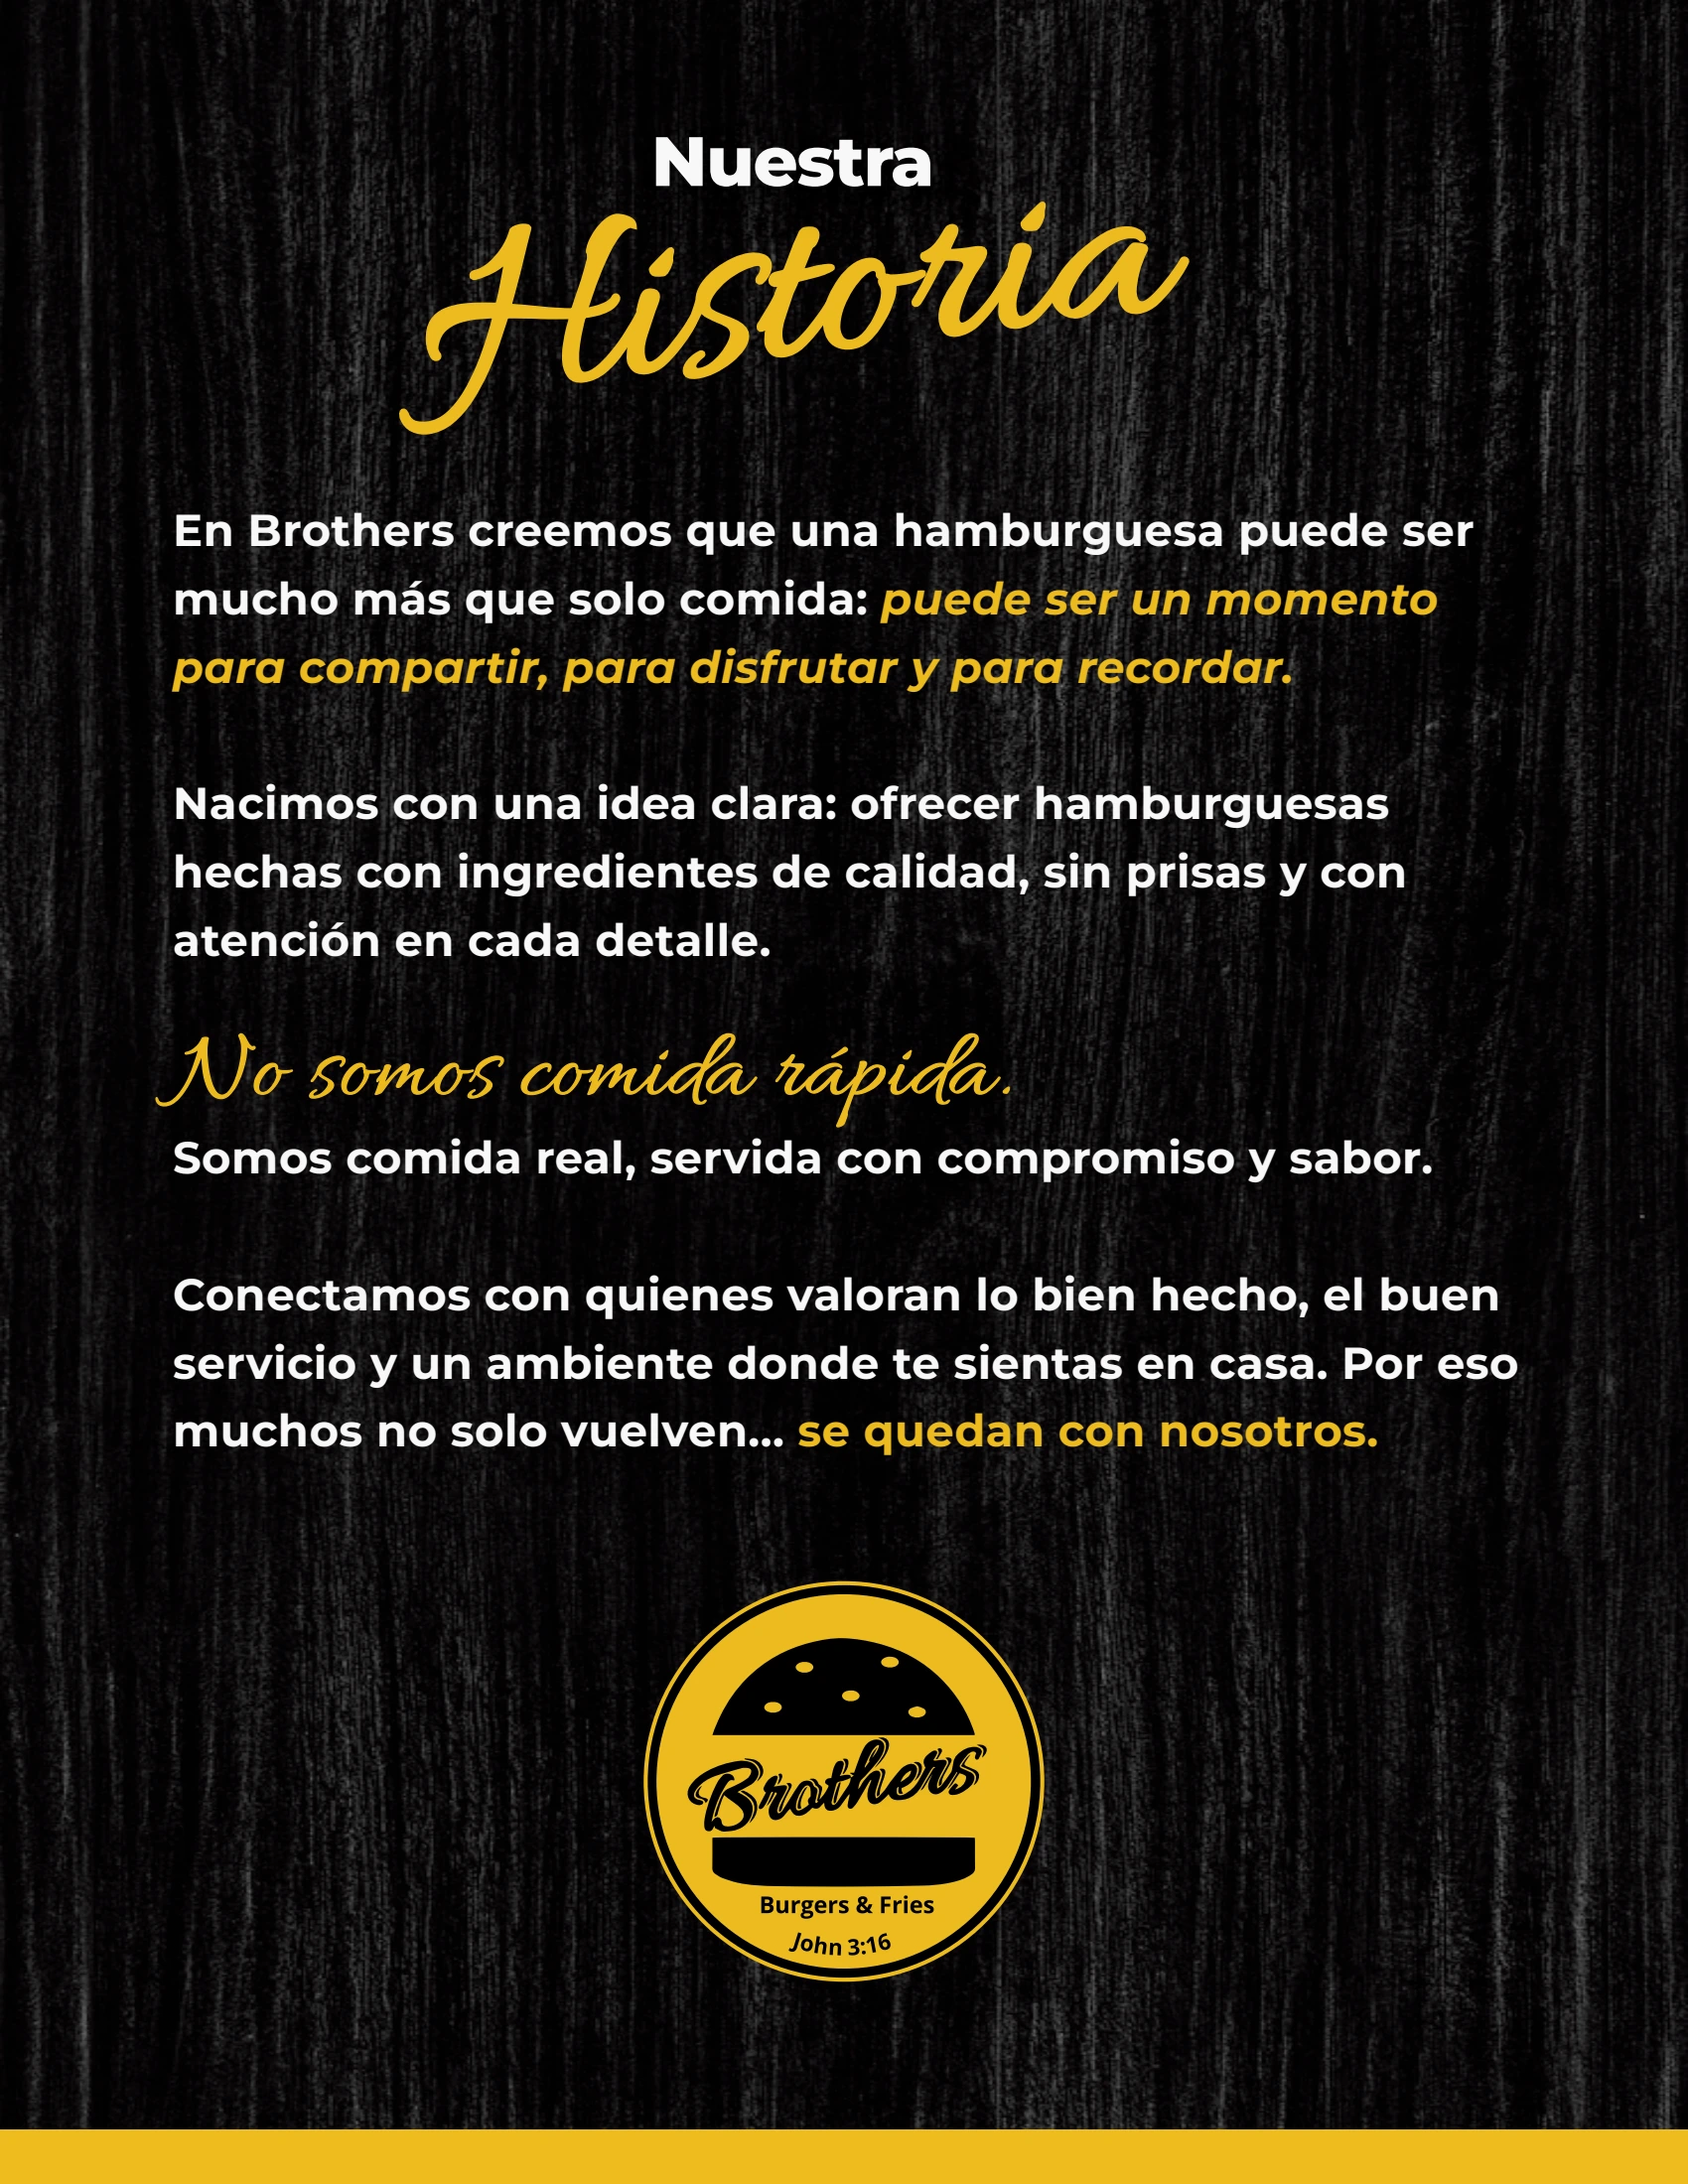 Nuestra
Historia
En Brothers creemos que una hamburguesa puede ser
mucho más que solo comida: puede ser un momento
para compartir, para disfrutar y para recordar.
Nacimos con una idea clara: ofrecer hamburguesas
hechas con ingredientes de calidad, sin prisas y con
atención en cada detalle.
No somos comida rápida.
Somos comida real, servida con compromiso y sabor.
Conectamos con quienes valoran lo bien hecho, el buen
servicio y un ambiente donde te sientas en casa. Por eso
muchos no solo vuelven... se quedan con nosotros.
Brothers
Burgers & Fries
John 3:16